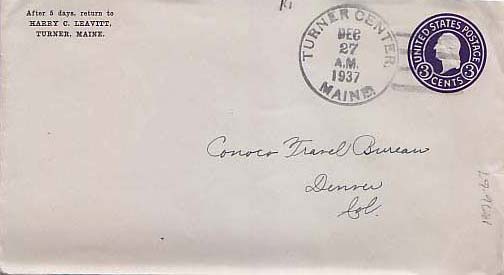 After 5 days, return to
HARRY C. LEAVITT,
TURNER, MAINE.
TURNER CENTER.
DEC
27
A.M.
1937
MAINE.
UNITED STATES POSTAGE
3 3
CENTS
Conoco Travel Bureau
Denver
Col.